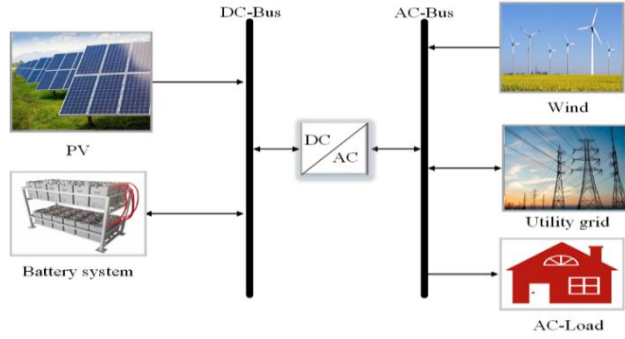 DC-Bus
AC-Bus
PV
Battery system
DC
AC
Wind
Utility grid
AC-Load